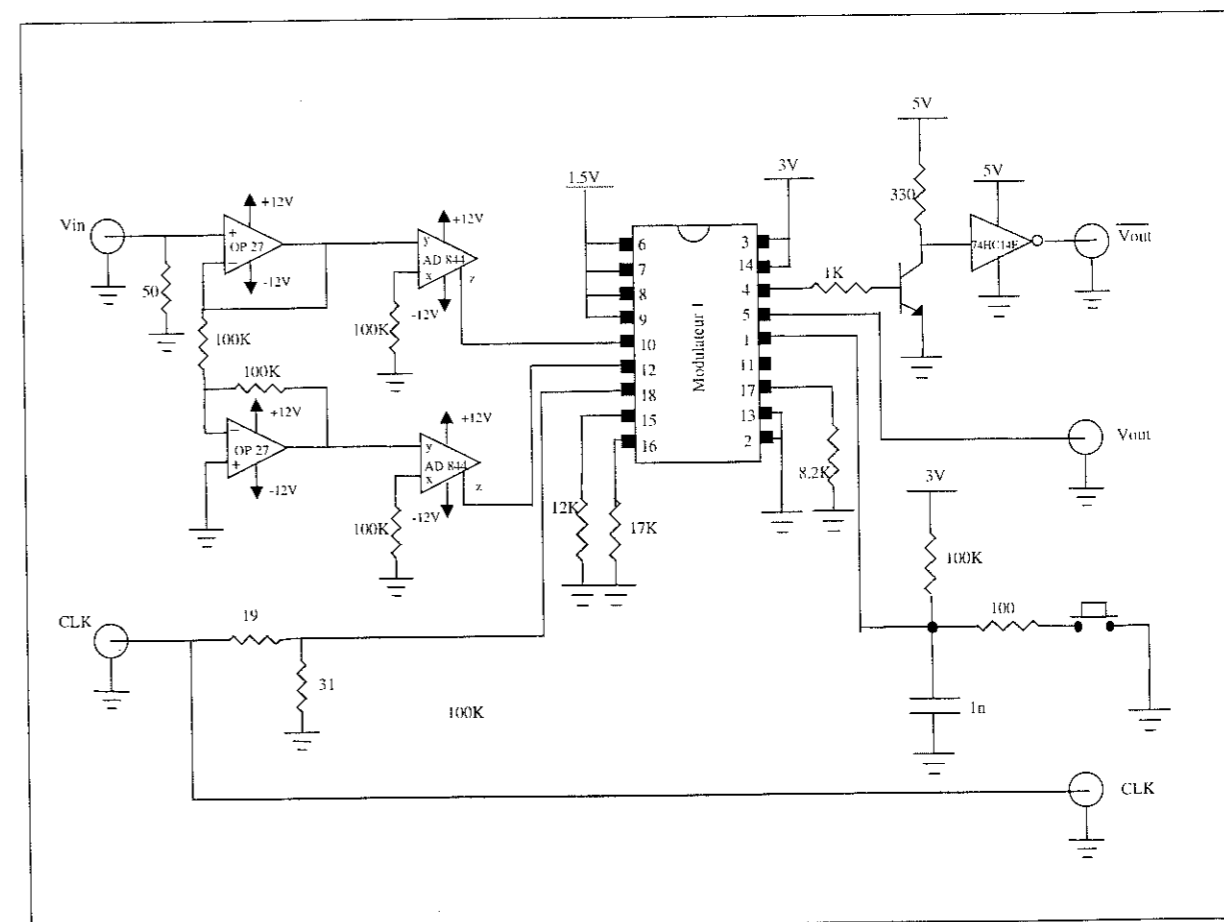 Vin
50
+12V
+
OP 27
−
-12V
100K
100K
+12V
−
OP 27
+
-12V
+12V
y
AD 844
x
z
-12V
100K
+12V
y
AD 844
x
z
-12V
100K
1.5V
3V
6
7
8
9
10
12
18
15
16
Modulateur 1
3
14
4
5
1
11
17
13
2
12K
17K
8.2K
1K
5V
330
5V
74HC14E
Vout
Vout
3V
100K
100
1n
CLK
19
31
100K
CLK